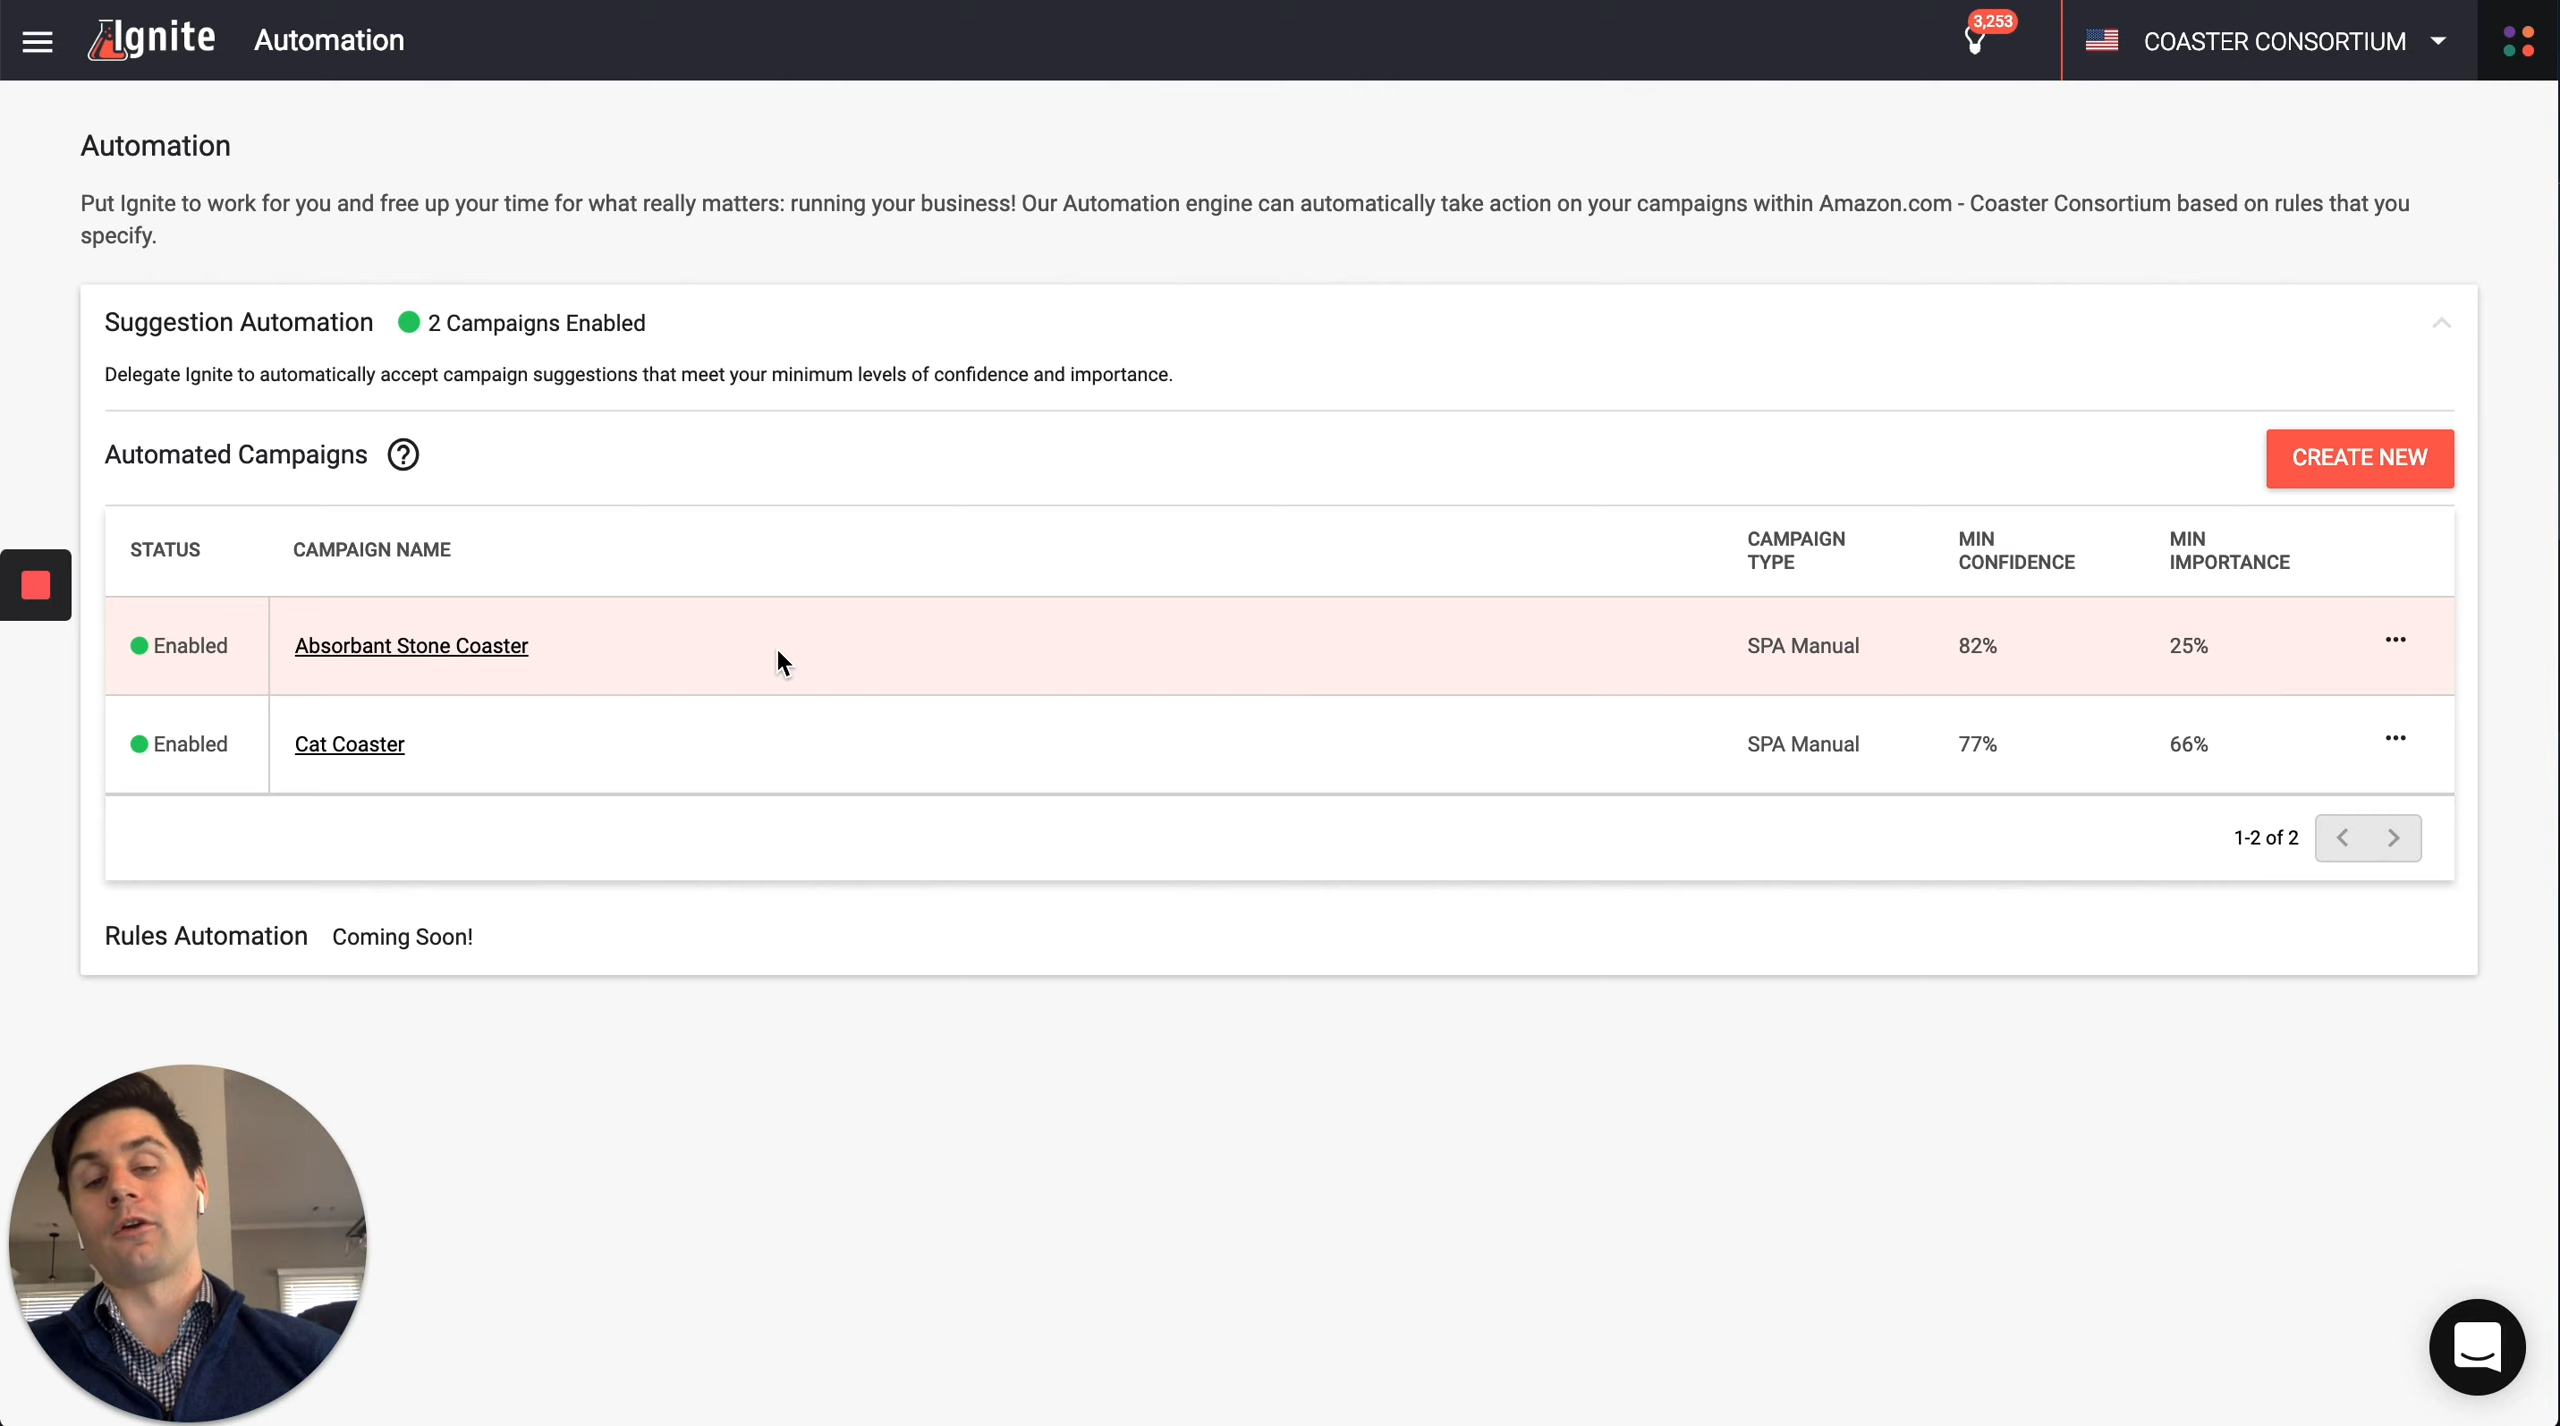 Ignite
Automation
3,253
COASTER CONSORTIUM
Automation
Put Ignite to work for you and free up your time for what really matters: running your business! Our Automation engine can automatically take action on your campaigns within Amazon.com - Coaster Consortium based on rules that you
specify.
Suggestion Automation 2 Campaigns Enabled
Delegate Ignite to automatically accept campaign suggestions that meet your minimum levels of confidence and importance.
Automated Campaigns ?
CREATE NEW
STATUS
CAMPAIGN NAME
CAMPAIGN
TYPE
MIN
CONFIDENCE
MIN
IMPORTANCE
Enabled Absorbant Stone Coaster SPA Manual 82% 25%
Enabled Cat Coaster SPA Manual 77% 66%
1-2 of 2
Rules Automation Coming Soon!